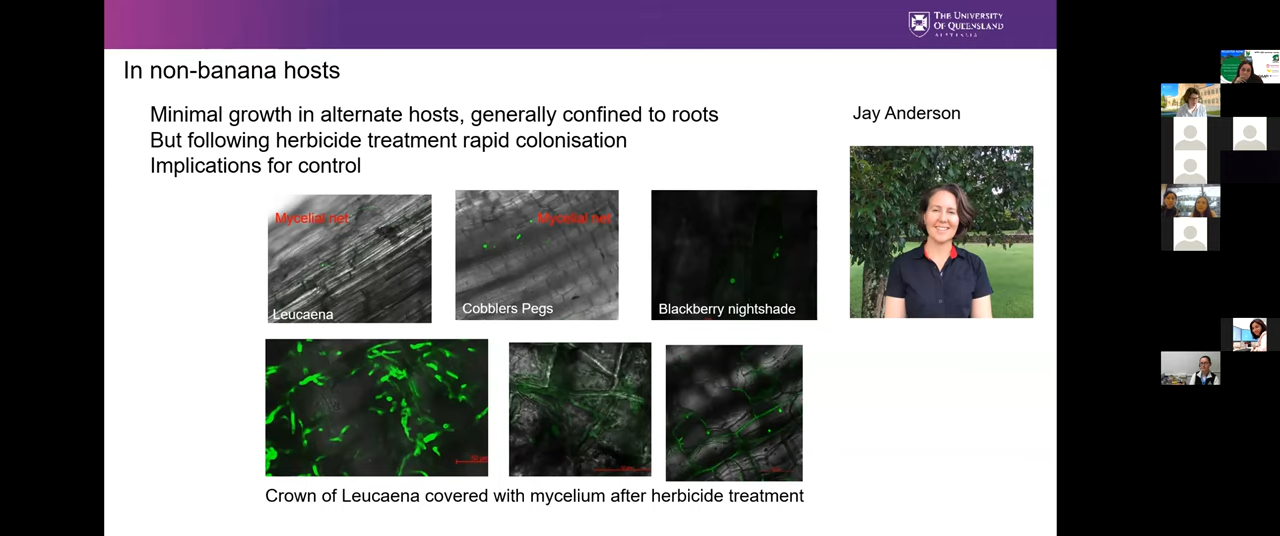 THE UNIVERSITY
OF QUEENSLAND
AUSTRALIA
In non-banana hosts
Minimal growth in alternate hosts, generally confined to roots
But following herbicide treatment rapid colonisation
Implications for control
Jay Anderson
Mycelial net
Mycelial net
Leucaena
Cobblers Pegs
Blackberry nightshade
Crown of Leucaena covered with mycelium after herbicide treatment